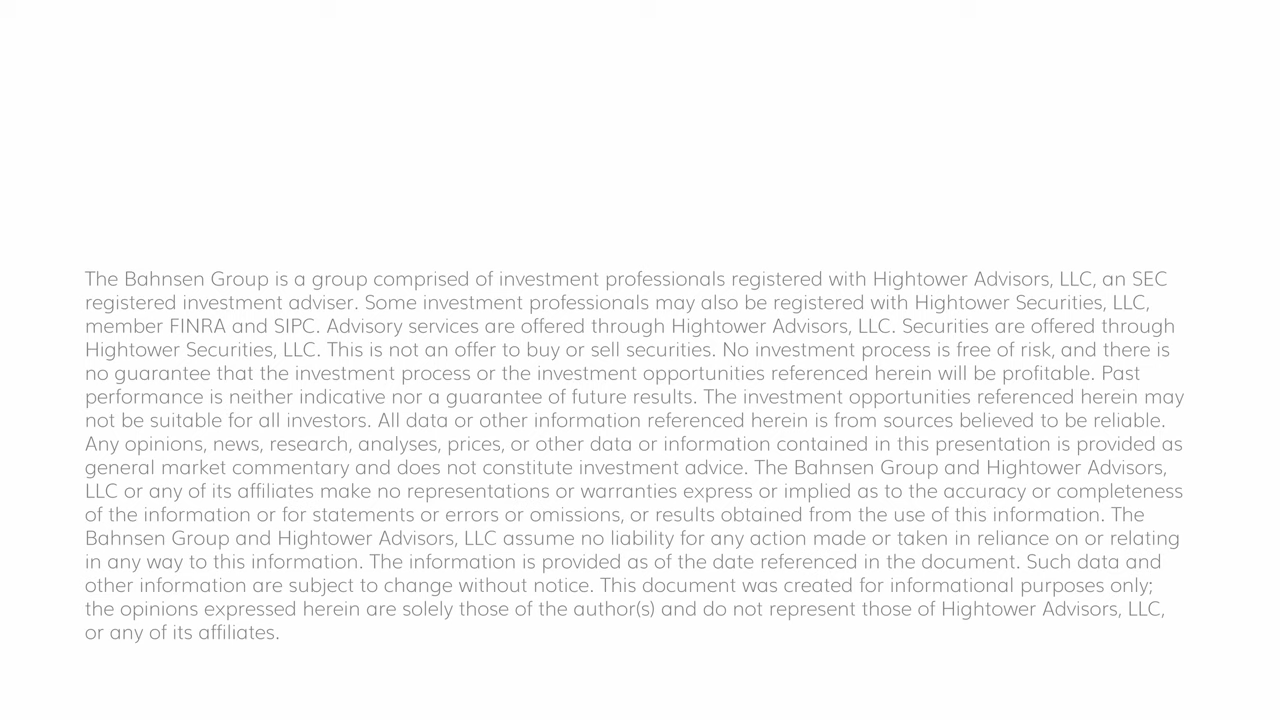 The Bahnsen Group is a group comprised of investment professionals registered with Hightower Advisors, LLC, an SEC
registered investment adviser. Some investment professionals may also be registered with Hightower Securities, LLC,
member FINRA and SIPC. Advisory services are offered through Hightower Advisors, LLC. Securities are offered through
Hightower Securities, LLC. This is not an offer to buy or sell securities. No investment process is free of risk, and there is
no guarantee that the investment process or the investment opportunities referenced herein will be profitable. Past
performance is neither indicative nor a guarantee of future results. The investment opportunities referenced herein may
not be suitable for all investors. All data or other information referenced herein is from sources believed to be reliable.
Any opinions, news, research, analyses, prices, or other data or information contained in this presentation is provided as
general market commentary and does not constitute investment advice. The Bahnsen Group and Hightower Advisors,
LLC or any of its affiliates make no representations or warranties express or implied as to the accuracy or completeness
of the information or for statements or errors or omissions, or results obtained from the use of this information. The
Bahnsen Group and Hightower Advisors, LLC assume no liability for any action made or taken in reliance on or relating
in any way to this information. The information is provided as of the date referenced in the document. Such data and
other information are subject to change without notice. This document was created for informational purposes only;
the opinions expressed herein are solely those of the author(s) and do not represent those of Hightower Advisors, LLC,
or any of its affiliates.